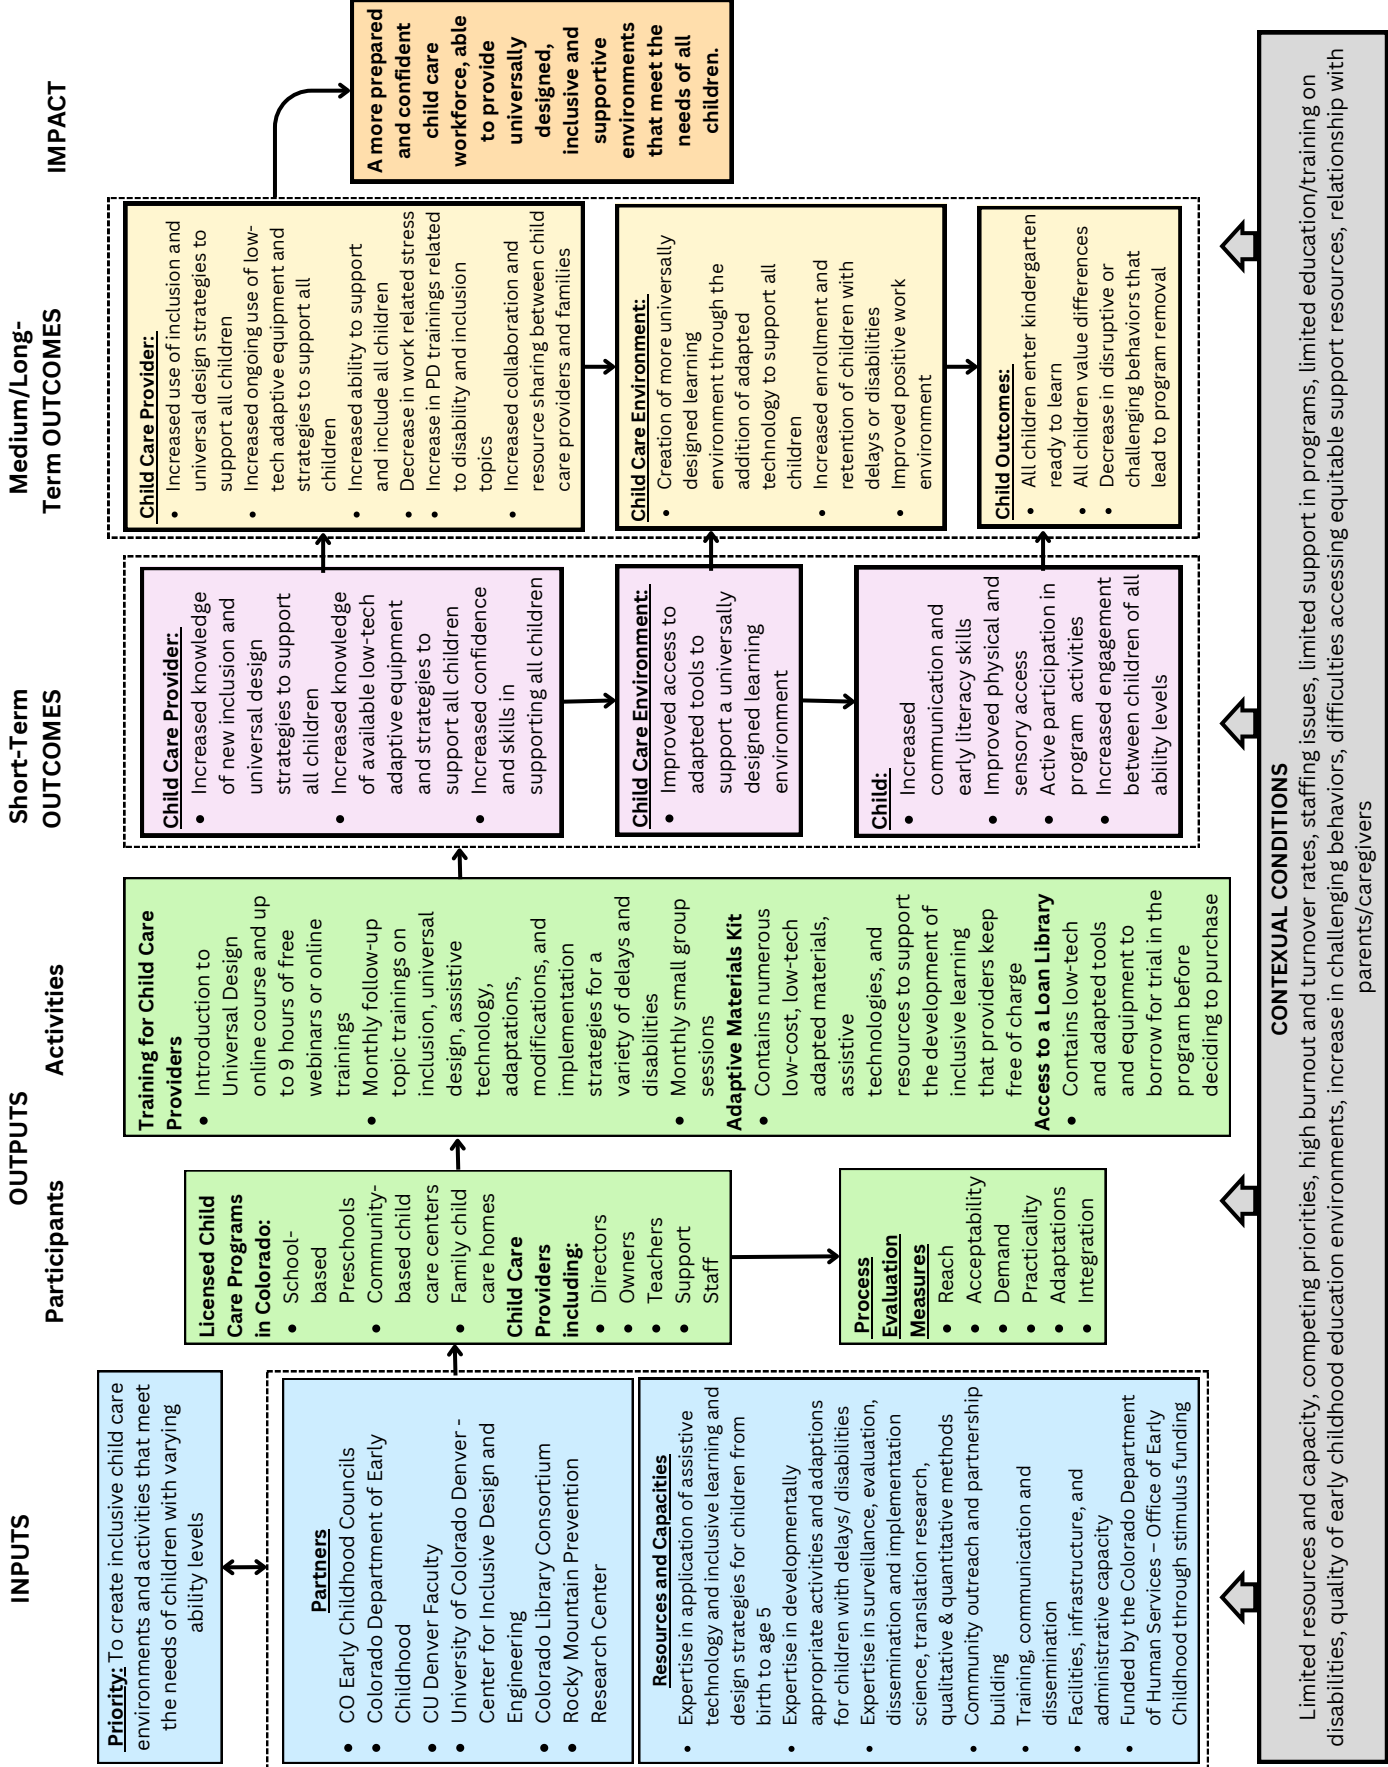 INPUTS
Priority: To create inclusive child care
environments and activities that meet
the needs of children with varying
ability levels
Partners
• CO Early Childhood Councils
• Colorado Department of Early
Childhood
• CU Denver Faculty
• University of Colorado Denver -
Center for Inclusive Design and
Engineering
• Colorado Library Consortium
• Rocky Mountain Prevention
Research Center
Resources and Capacities
• Expertise in application of assistive
technology and inclusive learning and
design strategies for children from
birth to age 5
• Expertise in developmentally
appropriate activities and adaptions
for children with delays/ disabilities
• Expertise in surveillance, evaluation,
dissemination and implementation
science, translation research,
qualitative & quantitative methods
• Community outreach and partnership
building
• Training, communication and
dissemination
• Facilities, infrastructure, and
administrative capacity
• Funded by the Colorado Department
of Human Services – Office of Early
Childhood through stimulus funding
OUTPUTS
Participants
Licensed Child
Care Programs
in Colorado:
• School-
based
Preschools
• Community-
based child
care centers
• Family child
care homes
Child Care
Providers
including:
• Directors
• Owners
• Teachers
• Support
Staff
Process
Evaluation
Measures
• Reach
• Acceptability
• Demand
• Practicality
• Adaptations
• Integration
Activities
Training for Child Care
Providers
• Introduction to
Universal Design
online course and up
to 9 hours of free
webinars or online
trainings
• Monthly follow-up
topic trainings on
inclusion, universal
design, assistive
technology,
adaptations,
modifications, and
implementation
strategies for a
variety of delays and
disabilities
• Monthly small group
sessions
Adaptive Materials Kit
• Contains numerous
low-cost, low-tech
adapted materials,
assistive
technologies, and
resources to support
the development of
inclusive learning
that providers keep
free of charge
Access to a Loan Library
• Contains low-tech
and adapted tools
and equipment to
borrow for trial in the
program before
deciding to purchase
Short-Term
OUTCOMES
Child Care Provider:
• Increased knowledge
of new inclusion and
universal design
strategies to support
all children
• Increased knowledge
of available low-tech
adaptive equipment
and strategies to
support all children
• Increased confidence
and skills in
supporting all children
Child Care Environment:
• Improved access to
adapted tools to
support a universally
designed learning
environment
Child:
• Increased
communication and
early literacy skills
• Improved physical and
sensory access
• Active participation in
program activities
• Increased engagement
between children of all
ability levels
Medium/Long-
Term OUTCOMES
Child Care Provider:
• Increased use of inclusion and
universal design strategies to
support all children
• Increased ongoing use of low-
tech adaptive equipment and
strategies to support all
children
• Increased ability to support
and include all children
• Decrease in work related stress
• Increase in PD trainings related
to disability and inclusion
topics
• Increased collaboration and
resource sharing between child
care providers and families
Child Care Environment:
• Creation of more universally
designed learning
environment through the
addition of adapted
technology to support all
children
• Increased enrollment and
retention of children with
delays or disabilities
• Improved positive work
environment
Child Outcomes:
• All children enter kindergarten
ready to learn
• All children value differences
• Decrease in disruptive or
challenging behaviors that
lead to program removal
IMPACT
A more prepared
and confident
child care
workforce, able
to provide
universally
designed,
inclusive and
supportive
environments
that meet the
needs of all
children.
CONTEXUAL CONDITIONS
Limited resources and capacity, competing priorities, high burnout and turnover rates, staffing issues, limited support in programs, limited education/training on
disabilities, quality of early childhood education environments, increase in challenging behaviors, difficulties accessing equitable support resources, relationship with
parents/caregivers